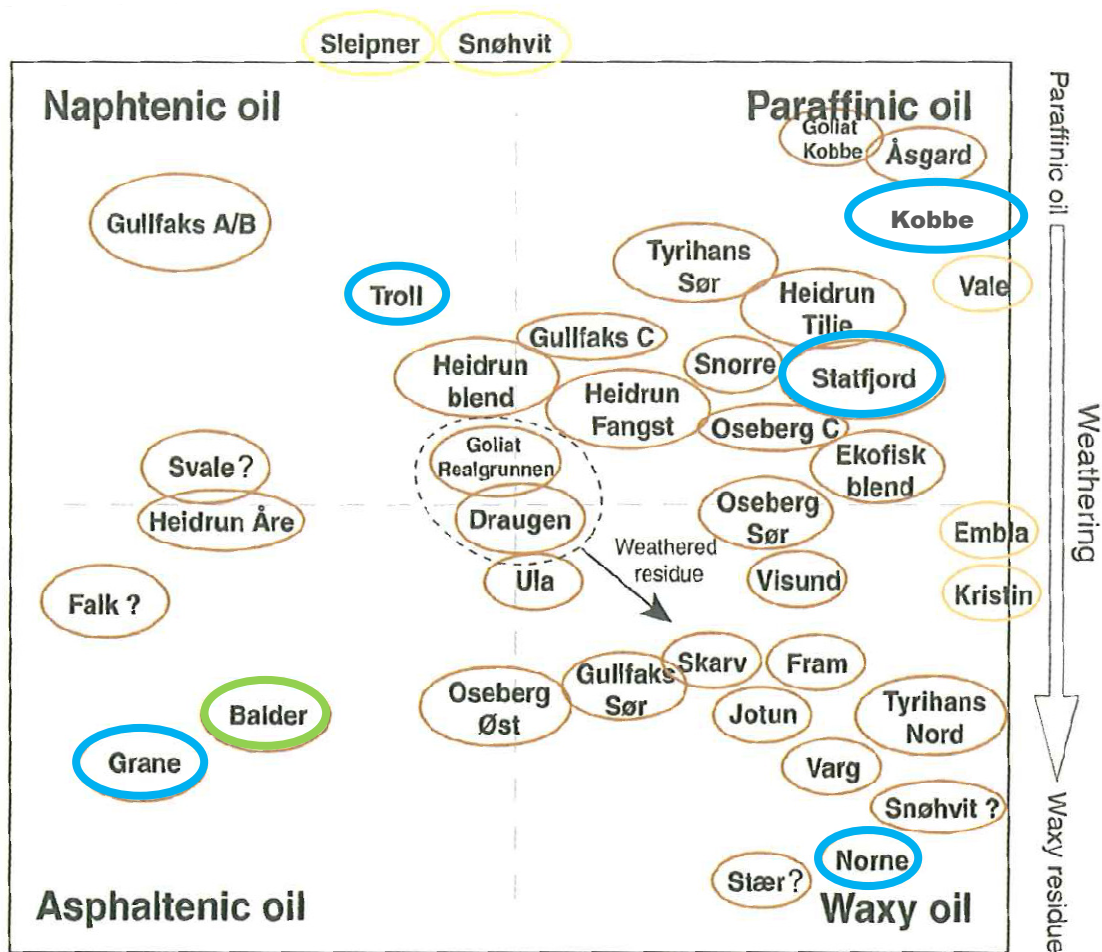 Sleipner
Snøhvit
Naphtenic oil
Paraffinic oil
Goliat
Kobbe
Åsgard
Gullfaks A/B
Kobbe
Tyrihans
Sør
Vale
Troll
Heidrun
Tilje
Gullfaks C
Heidrun
blend
Snorre
Statfjord
Heidrun
Fangst
Oseberg C
Goliat
Realgrunnen
Svale?
Ekofisk
blend
Heidrun Åre
Draugen
Oseberg
Sør
Embla
Weathered
residue
Ula
Visund
Falk ?
Kristin
Skarv
Fram
Gullfaks
Sør
Oseberg
Øst
Balder
Jotun
Tyrihans
Nord
Grane
Varg
Snøhvit ?
Norne
Stær?
Asphaltenic oil
Waxy oil
Paraffinic oil
Weathering
Waxy residue